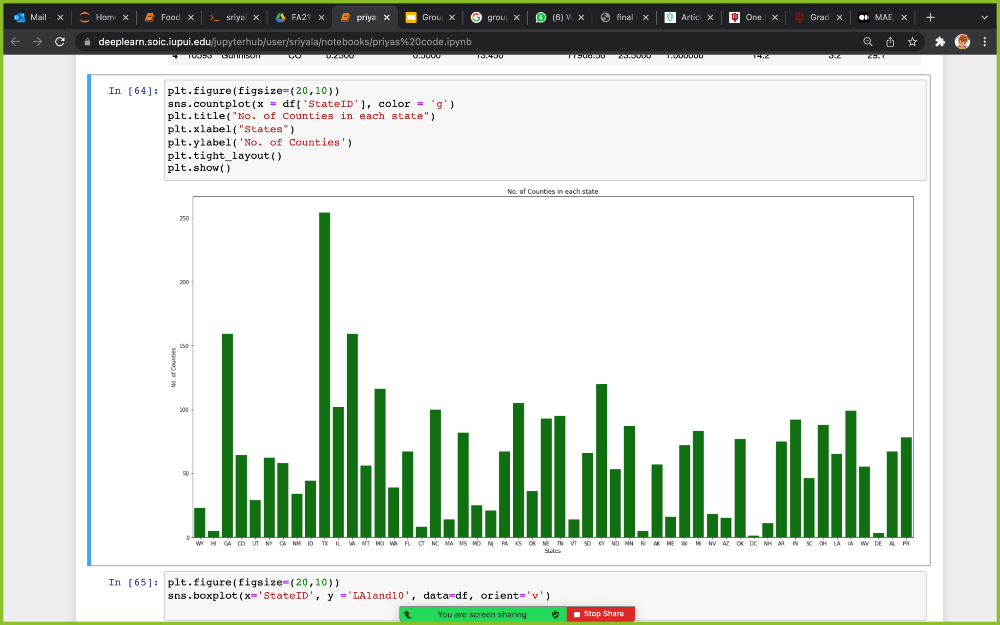 Mail - Home Food_ sriyal FA21- priyas Grou group (6) W final Articl One.I Grad MAE,
deeplearn.soic.iupui.edu/jupyterhub/user/sriyala/notebooks/priyas%20code.ipynb
4 10593 Gunnison CO 0.2500 0.5000 13.450 77908.50 23.5000 1.000000 14.2 3.2 29.1
In [64]: plt.figure(figsize=(20,10))
sns.countplot(x = df['StateID'], color = 'g')
plt.title("No. of Counties in each state")
plt.xlabel("States")
plt.ylabel('No. of Counties')
plt.tight_layout()
plt.show()
No. of Counties in each state
250
200
150
100
50
0
No. of Counties
WY HI GA CO UT NY CA NM ID TX IL VA MT MO WA FL CT NC MA MS MD NJ PA KS OR NE TN VT SD KY ND MN RI AK ME WI MI NV AZ OK DC NH AR IN SC OH LA IA WV DE AL PR
States
In [65]: plt.figure(figsize=(20,10))
sns.boxplot(x='StateID', y ='LA1and10', data=df, orient='v')
You are screen sharing Stop Share